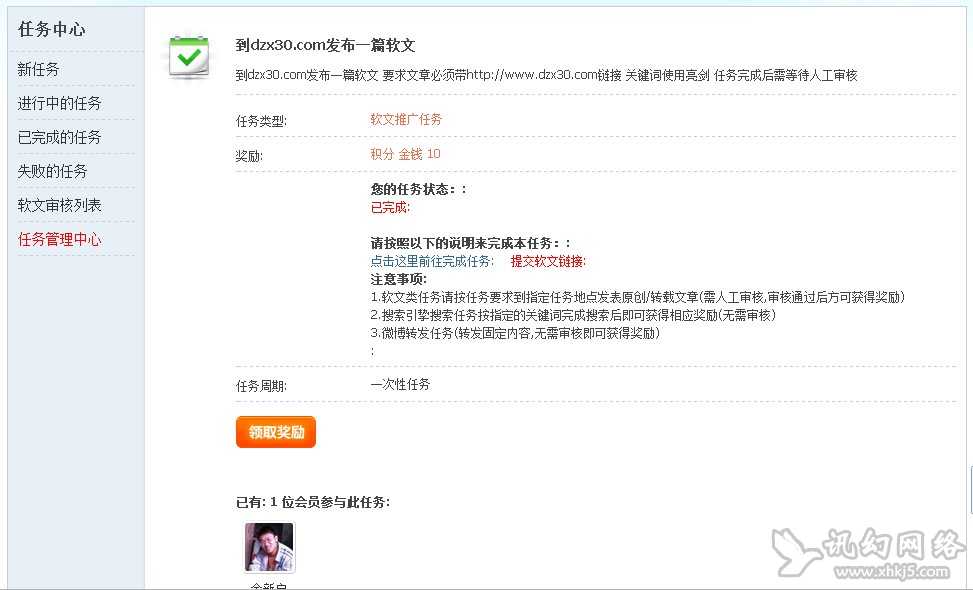 任务中心
新任务
进行中的任务
已完成的任务
失败的任务
软文审核列表
任务管理中心
到dzx30.com发布一篇软文
到dzx30.com发布一篇软文 要求文章必须带http://www.dzx30.com链接 关键词使用亮剑 任务完成后需等待人工审核
任务类型:
软文推广任务
奖励:
积分 金钱 10
您的任务状态: :
已完成:
请按照以下的说明来完成本任务: :
点击这里前往完成任务: 提交软文链接:
注意事项:
1.软文类任务请按任务要求到指定任务地点发表原创/转载文章(需人工审核,审核通过后方可获得奖励)
2.搜索引擎搜索任务按指定的关键词完成搜索后即可获得相应奖励(无需审核)
3.微博转发任务(转发固定内容,无需审核即可获得奖励)
:
任务周期:
一次性任务
领取奖励
已有: 1 位会员参与此任务:
讯幻网络
www.xhkj5.com